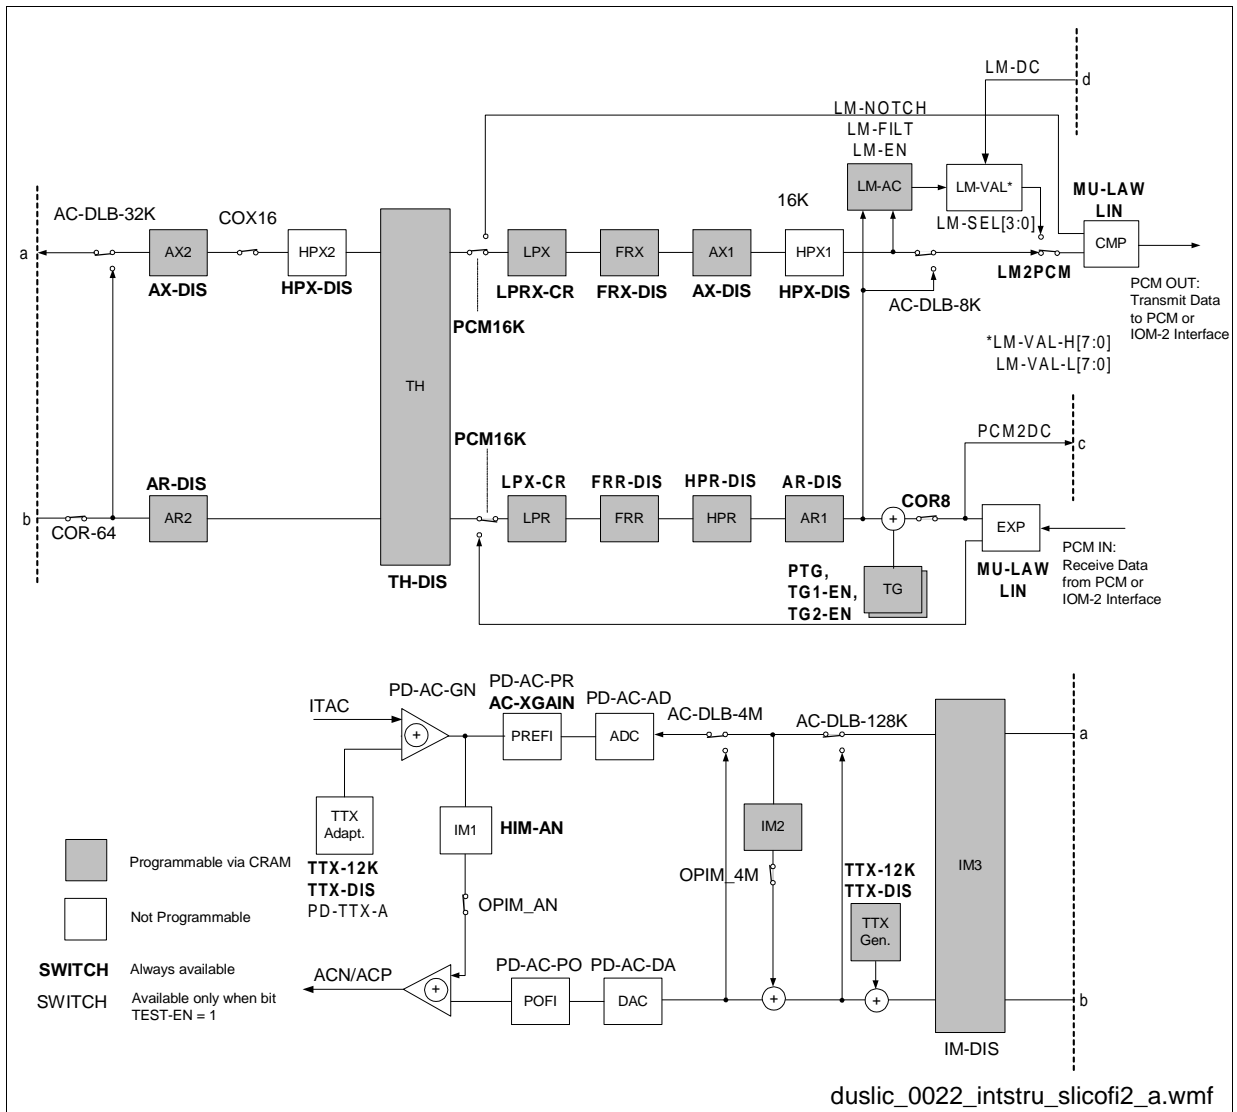 LM-DC
d
LM-NOTCH
LM-FILT
LM-EN
LM-AC
LM-VAL*
LM-SEL[3:0]
MU-LAW
LIN
CMP
LM2PCM
AC-DLB-32K
COX16
16K
a
AX2
HPX2
LPX
FRX
AX1
HPX1
AX-DIS
HPX-DIS
LPRX-CR
FRX-DIS
AX-DIS
HPX-DIS
AC-DLB-8K
PCM OUT:
Transmit Data
to PCM or
IOM-2 Interface
PCM16K
*LM-VAL-H[7:0]
LM-VAL-L[7:0]
TH
PCM16K
PCM2DC
c
AR-DIS
LPX-CR
FRR-DIS
HPR-DIS
AR-DIS
COR8
b
COR-64
AR2
LPR
FRR
HPR
AR1
+
EXP
TH-DIS
PTG,
TG1-EN,
TG2-EN
TG
MU-LAW
LIN
PCM IN:
Receive Data
from PCM or
IOM-2 Interface
PD-AC-GN
PD-AC-PR
AC-XGAIN
PD-AC-AD
AC-DLB-4M
AC-DLB-128K
ITAC
+
PREFI
ADC
a
TTX
Adapt.
IM1
HIM-AN
IM2
IM3
TTX-12K
TTX-DIS
PD-TTX-A
OPIM_AN
OPIM_4M
TTX-12K
TTX-DIS
TTX
Gen.
Programmable via CRAM
Not Programmable
SWITCH Always available
SWITCH Available only when bit
TEST-EN = 1
ACN/ACP
PD-AC-PO
PD-AC-DA
+
POFI
DAC
+
+
b
IM-DIS
duslic_0022_intstru_slicofi2_a.wmf